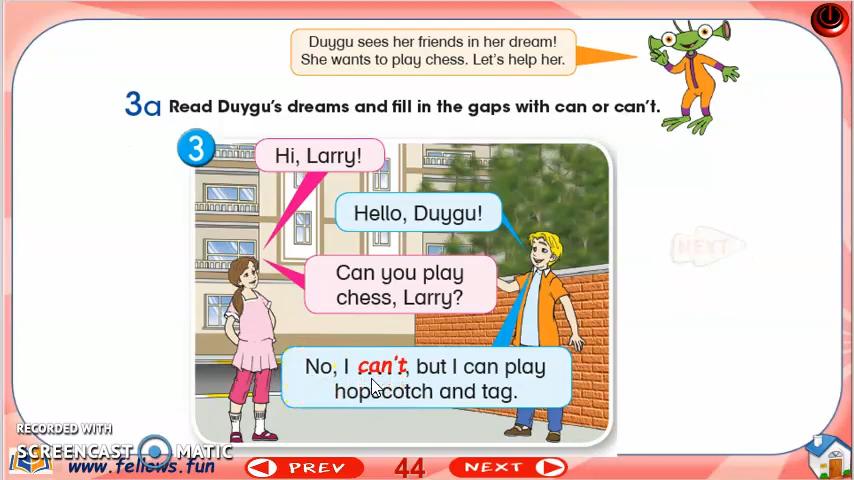 Duygu sees her friends in her dream!
She wants to play chess. Let's help her.
3a Read Duygu's dreams and fill in the gaps with can or can't.
3
Hi, Larry!
Hello, Duygu!
Can you play
chess, Larry?
No, I can't, but I can play
hopscotch and tag.
NEXT
RECORDED WITH
SCREENCAST MATIC
www.fellows.fun
PREV
44
NEXT